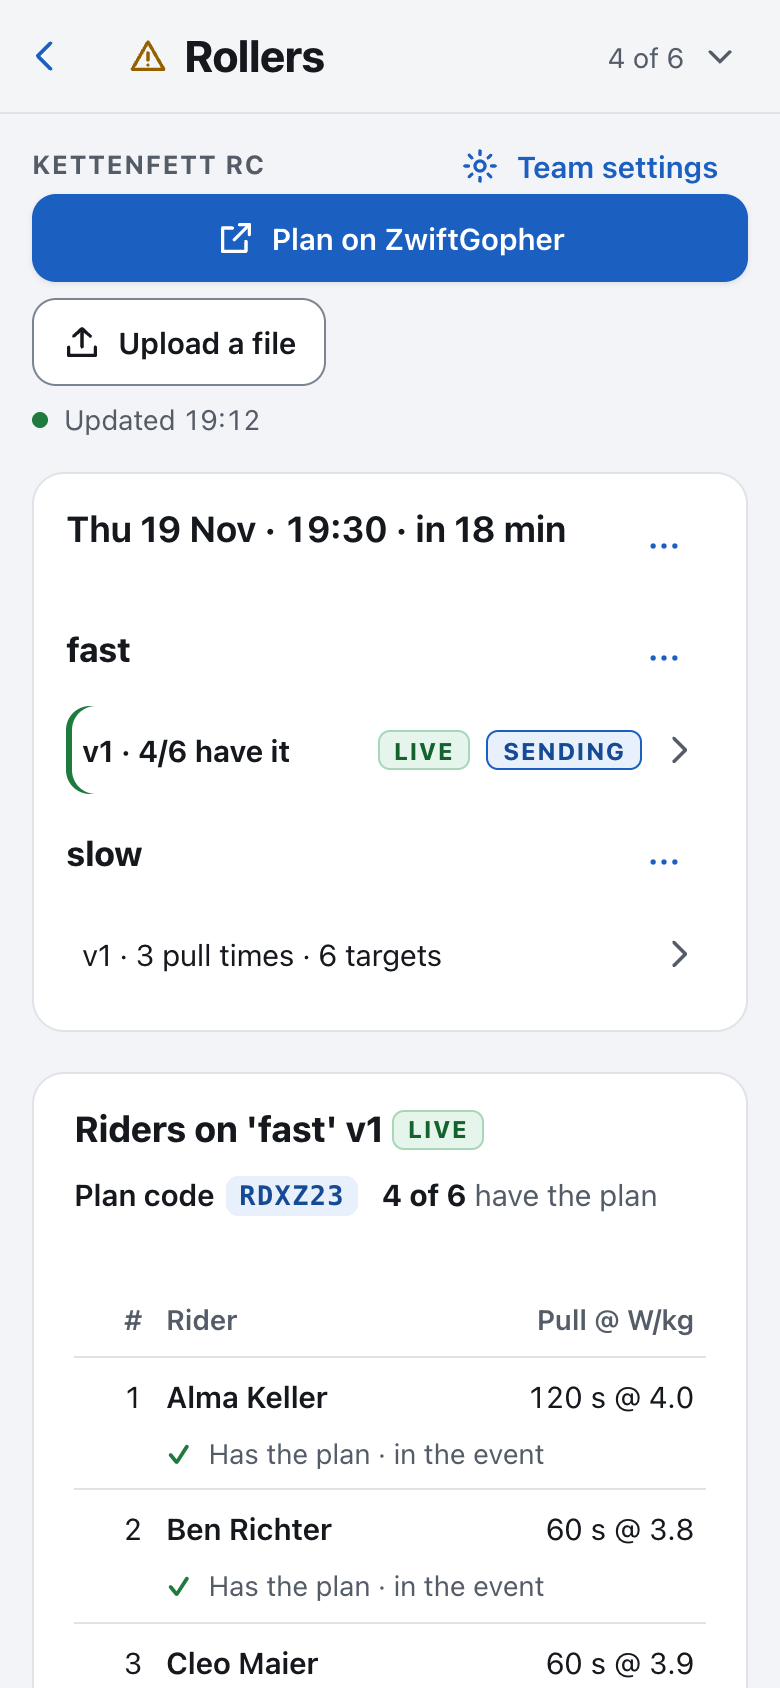 Rollers
4 of 6
KETTENFETT RC
Team settings
Plan on ZwiftGopher
Upload a file
Updated 19:12
Thu 19 Nov · 19:30 · in 18 min
...
fast
...
v1 · 4/6 have it LIVE SENDING
slow
...
v1 · 3 pull times · 6 targets
Riders on 'fast' v1 LIVE
Plan code RDXZ23 4 of 6 have the plan
# Rider Pull @ W/kg
1 Alma Keller 120 s @ 4.0
Has the plan · in the event
2 Ben Richter 60 s @ 3.8
Has the plan · in the event
3 Cleo Maier 60 s @ 3.9